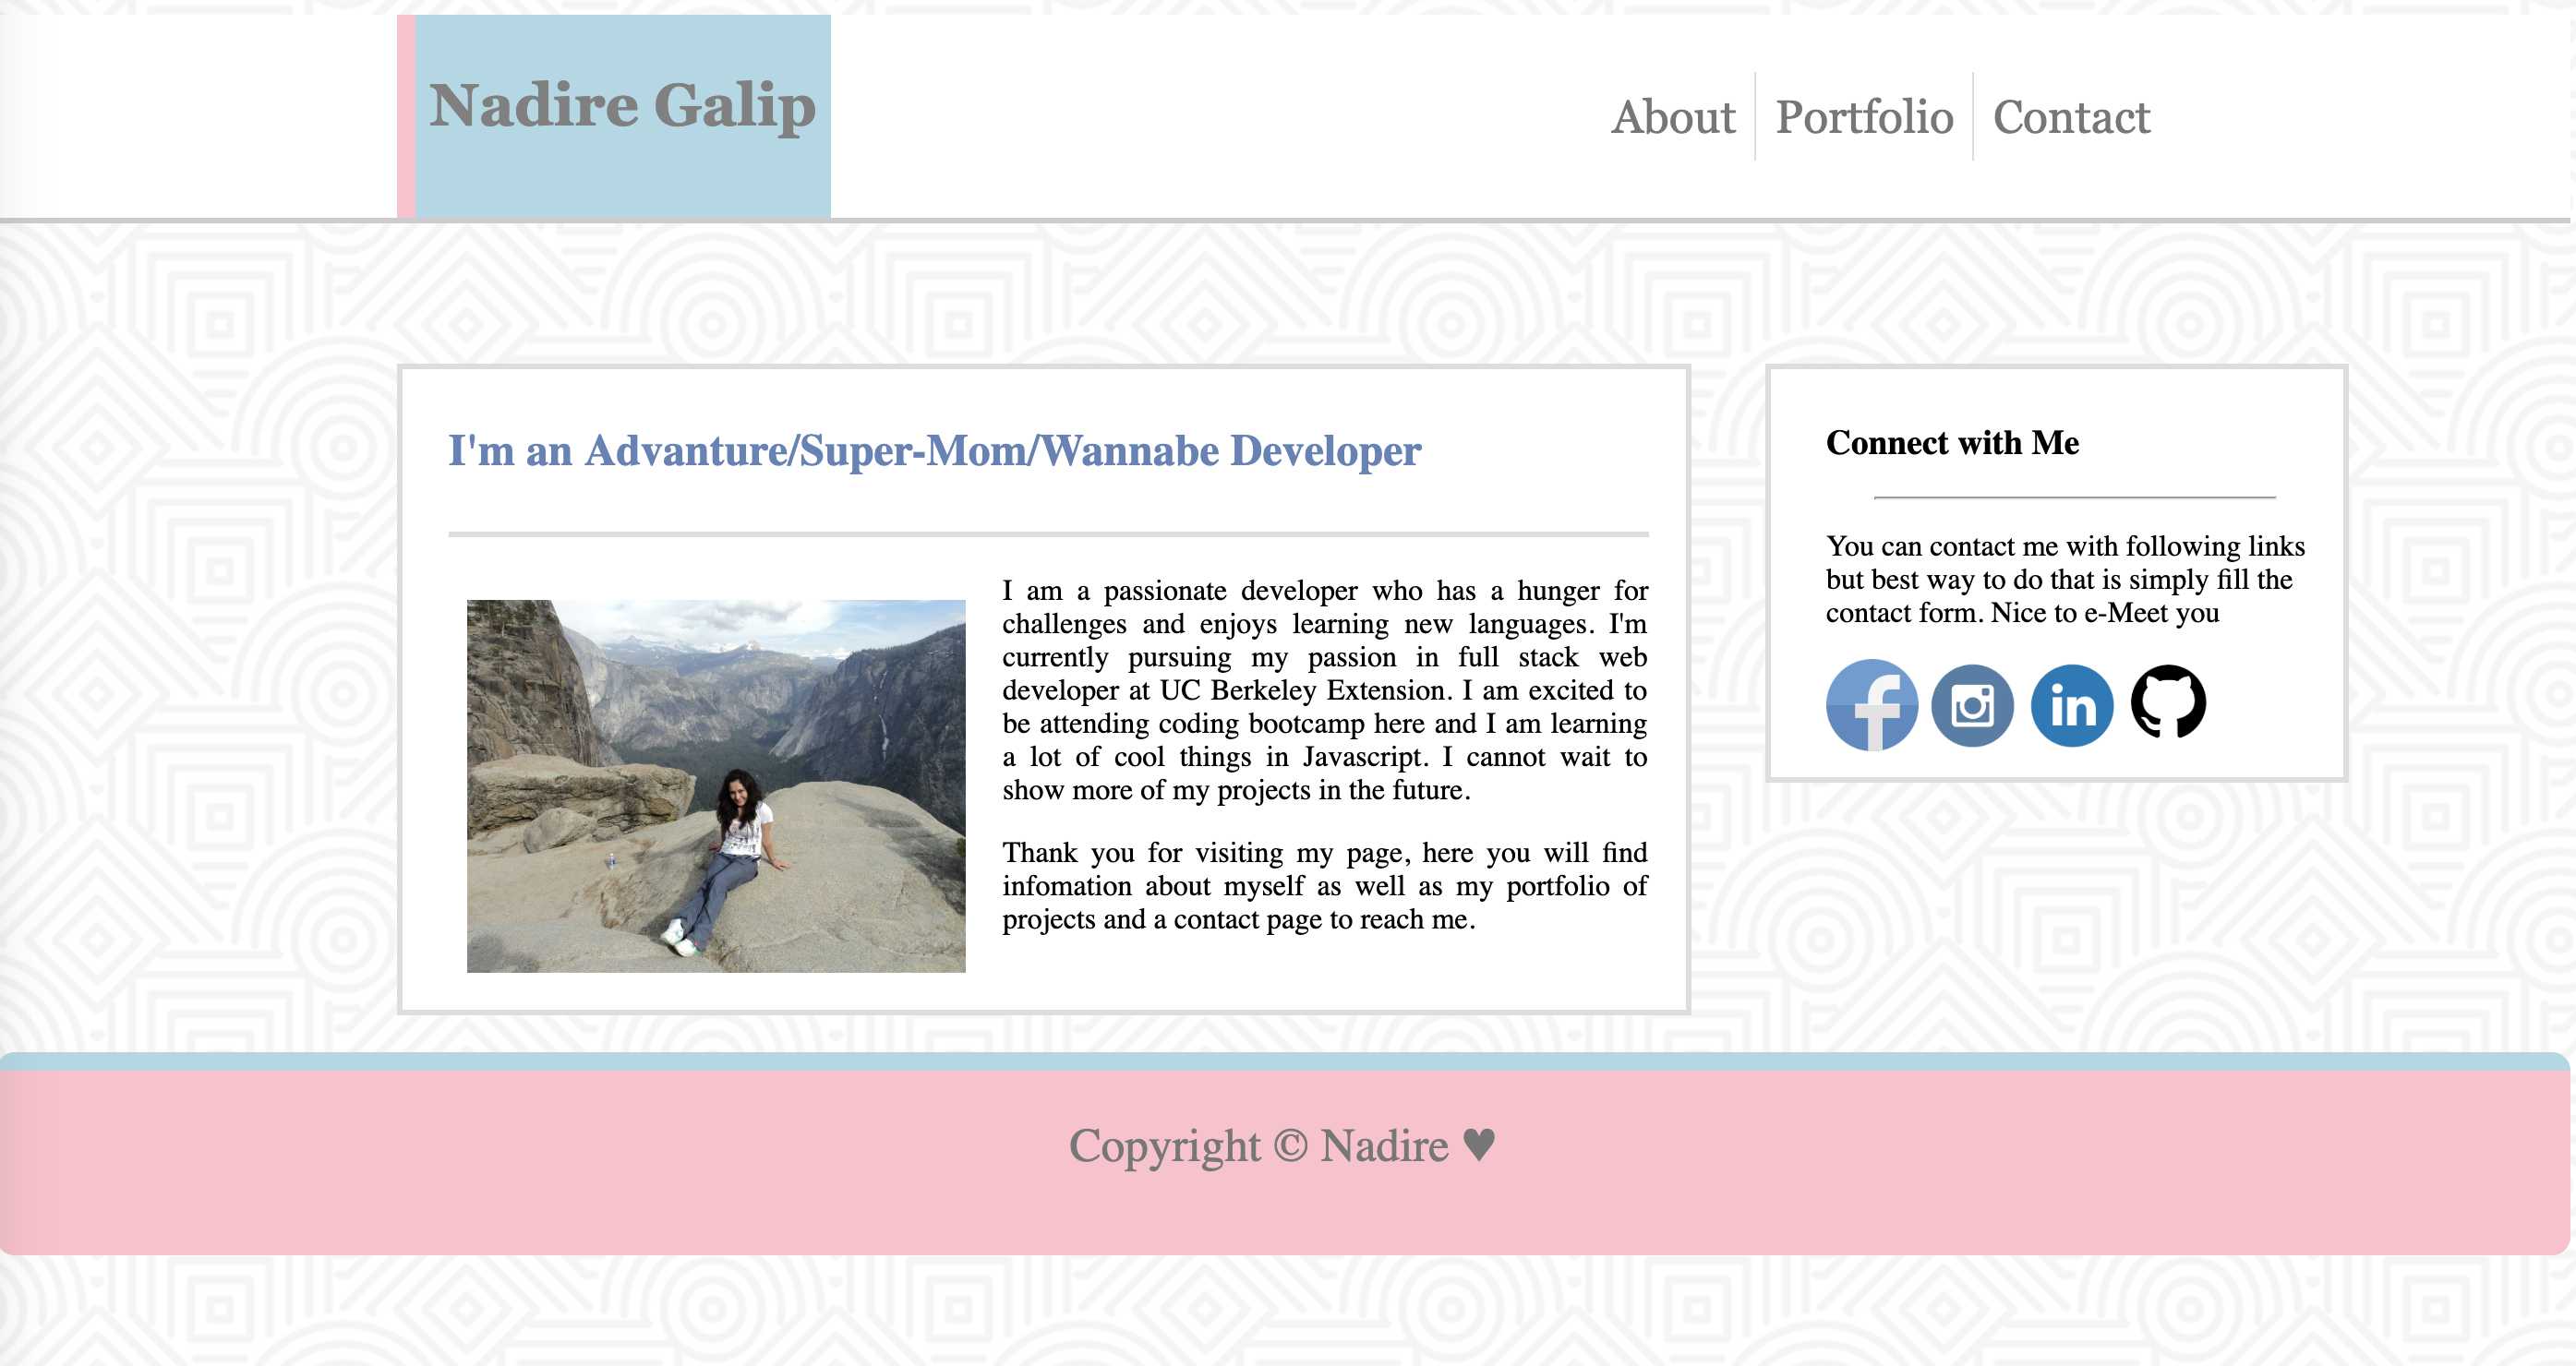 Nadire Galip
About
Portfolio
Contact
I'm an Advanture/Super-Mom/Wannabe Developer
I am a passionate developer who has a hunger for
challenges and enjoys learning new languages. I'm
currently pursuing my passion in full stack web
developer at UC Berkeley Extension. I am excited to
be attending coding bootcamp here and I am learning
a lot of cool things in Javascript. I cannot wait to
show more of my projects in the future.
Thank you for visiting my page, here you will find
infomation about myself as well as my portfolio of
projects and a contact page to reach me.
Connect with Me
You can contact me with following links
but best way to do that is simply fill the
contact form. Nice to e-Meet you
f
in
Copyright © Nadire ♥